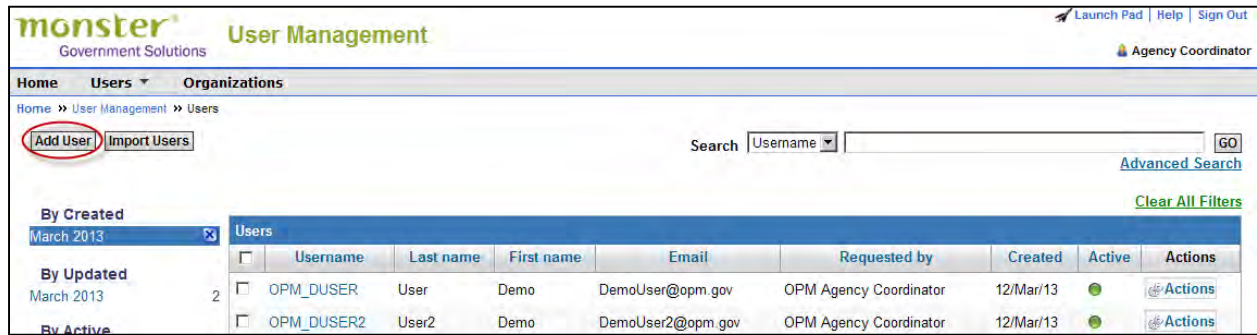 monster
Government Solutions
User Management
Launch Pad | Help | Sign Out
Agency Coordinator
Home Users Organizations
Home » User Management » Users
Add User Import Users
Search Username GO
Advanced Search
Clear All Filters
By Created
March 2013
By Updated
March 2013 2
By Active
Users
Username Last name First name Email Requested by Created Active Actions
OPM_DUSER User Demo DemoUser@opm.gov OPM Agency Coordinator 12/Mar/13 Actions
OPM_DUSER2 User2 Demo DemoUser2@opm.gov OPM Agency Coordinator 12/Mar/13 Actions